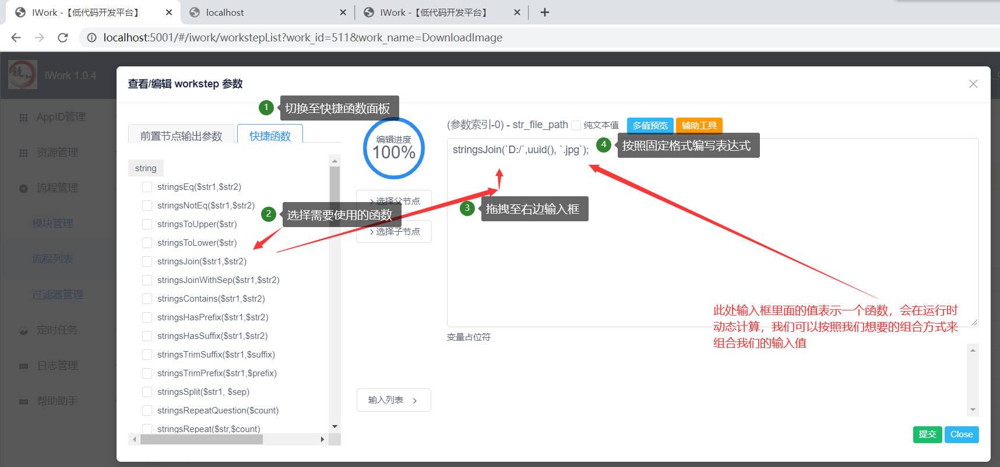 IWork -【低代码开发平台】
localhost
IWork -【低代码开发平台】
localhost:5001/#/iwork/workstepList?work_id=511&work_name=DownloadImage
IWork 1.0.4
AppID管理
资源管理
流程管理
模块管理
流程列表
过滤器管理
定时任务
日志管理
帮助助手
查看/编辑 workstep 参数
1
切换至快捷函数面板
前置节点输出参数
快捷函数
string
stringsEq($str1,$str2)
stringsNotEq($str1,$str2)
stringsToUpper($str)
stringsToLower($str)
stringsJoin($str1,$str2)
stringsJoinWithSep($str1,$str2)
stringsContains($str1,$str2)
stringsHasPrefix($str1,$str2)
stringsHasSuffix($str1,$str2)
stringsTrimSuffix($str1,$suffix)
stringsTrimPrefix($str1,$prefix)
stringsSplit($str1, $sep)
stringsRepeatQuestion($count)
stringsRepeat($str,$count)
2
选择需要使用的函数
编辑进度
100%
选择父节点
选择子节点
输入列表
(参数索引-0) - str_file_path
纯文本值
多值预览
辅助工具
stringsJoin(`D:/`,uuid(), `.jpg`);
4
按照固定格式编写表达式
3
拖拽至右边输入框
此处输入框里面的值表示一个函数，会在运行时
动态计算，我们可以按照我们想要的组合方式来
组合我们的输入值
变量占位符
提交
Close